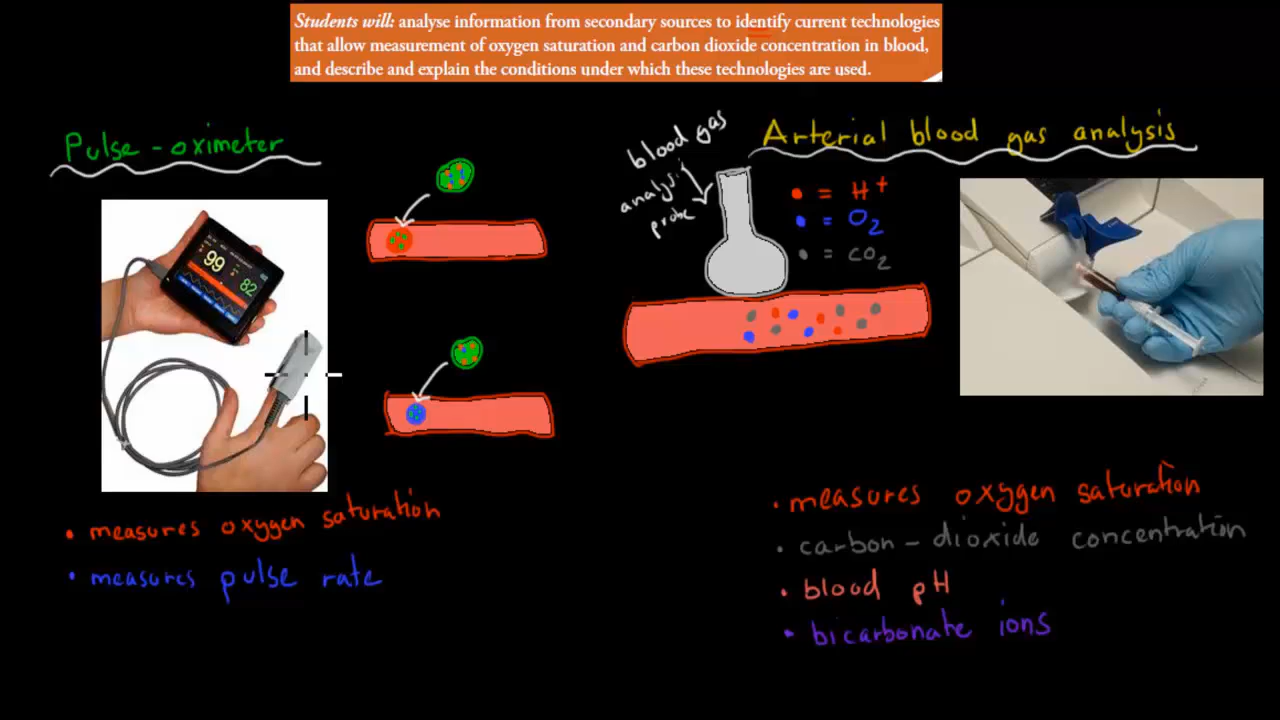 Students will: analyse information from secondary sources to identify current technologies
that allow measurement of oxygen saturation and carbon dioxide concentration in blood,
and describe and explain the conditions under which these technologies are used.
Pulse-oximeter
99
82
• measures oxygen saturation
• measures pulse rate
Arterial blood gas analysis
blood gas
analysis
probe
• = H+
• = O2
• = CO2
• measures oxygen saturation
• carbon-dioxide concentration
• blood pH
• bicarbonate ions